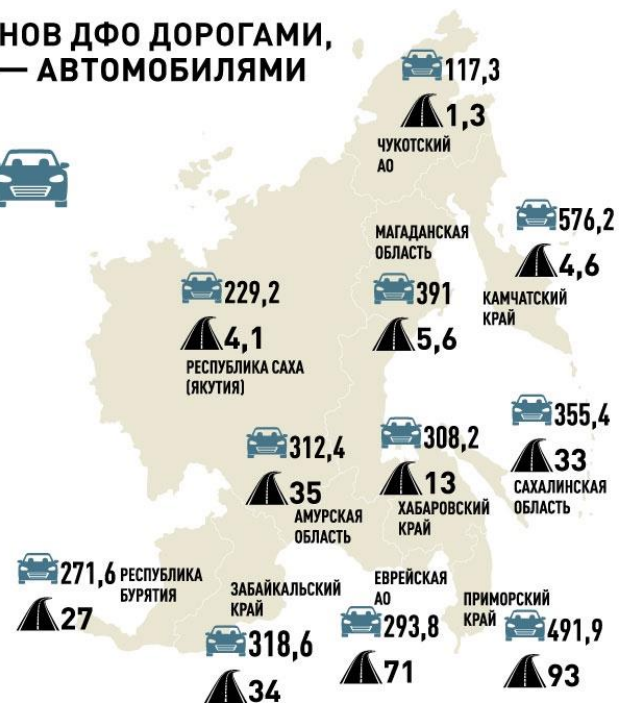 НОВ ДФО ДОРОГАМИ,
— АВТОМОБИЛЯМИ
117,3
1,3
ЧУКОТСКИЙ
АО
576,2
4,6
КАМЧАТСКИЙ
КРАЙ
МАГАДАНСКАЯ
ОБЛАСТЬ
391
5,6
229,2
4,1
РЕСПУБЛИКА САХА
(ЯКУТИЯ)
355,4
33
САХАЛИНСКАЯ
ОБЛАСТЬ
308,2
13
ХАБАРОВСКИЙ
КРАЙ
312,4
35
АМУРСКАЯ
ОБЛАСТЬ
271,6 РЕСПУБЛИКА
БУРЯТИЯ
27
ЗАБАЙКАЛЬСКИЙ
КРАЙ
318,6
34
ЕВРЕЙСКАЯ
АО
293,8
71
ПРИМОРСКИЙ
КРАЙ
491,9
93